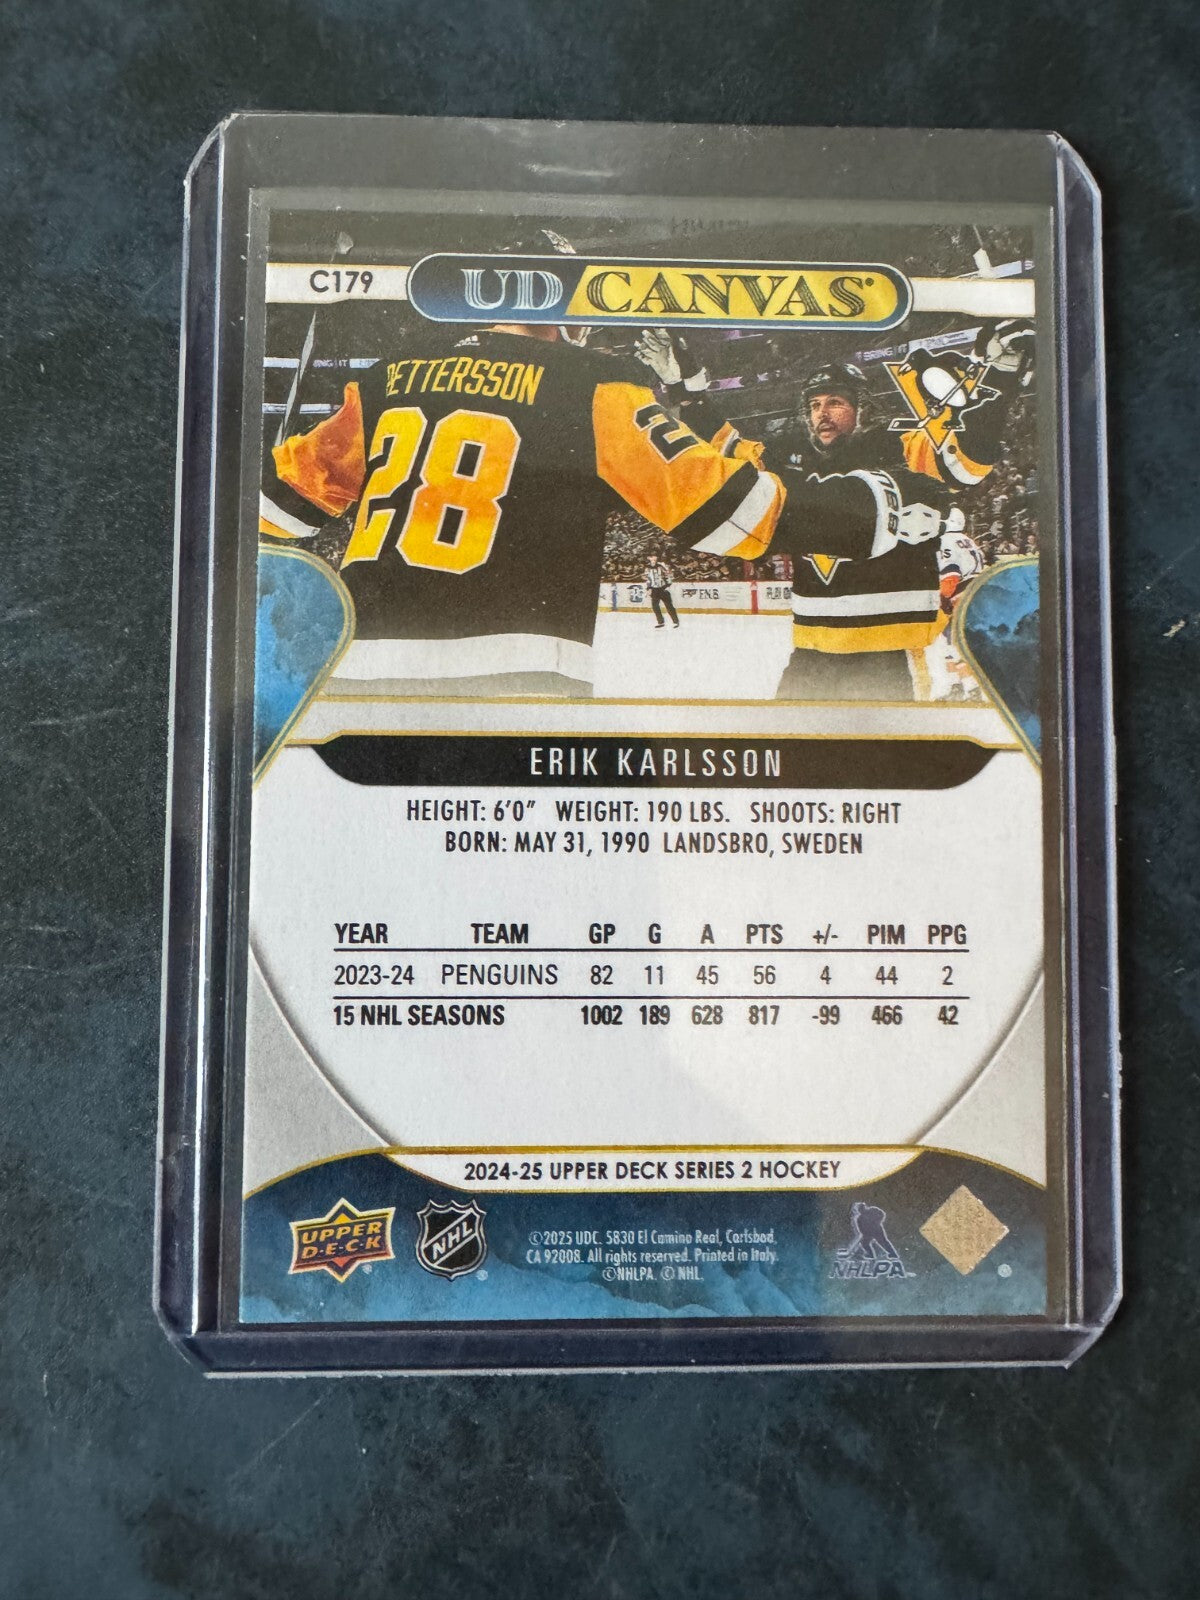 C179 UD CANVAS
PETTERSSON
28
ERIK KARLSSON
HEIGHT: 6'0" WEIGHT: 190 LBS. SHOOTS: RIGHT
BORN: MAY 31, 1990 LANDSBRO, SWEDEN
YEAR TEAM GP G A PTS +/- PIM PPG
2023-24 PENGUINS 82 11 45 56 4 44 2
15 NHL SEASONS 1002 189 628 817 -99 466 42
2024-25 UPPER DECK SERIES 2 HOCKEY
UPPER
D·E·C·K
NHL
©2025 UDC. 5830 El Camino Real, Carlsbad,
CA 92008. All rights reserved. Printed in Italy.
©NHLPA. © NHL.
NHLPA